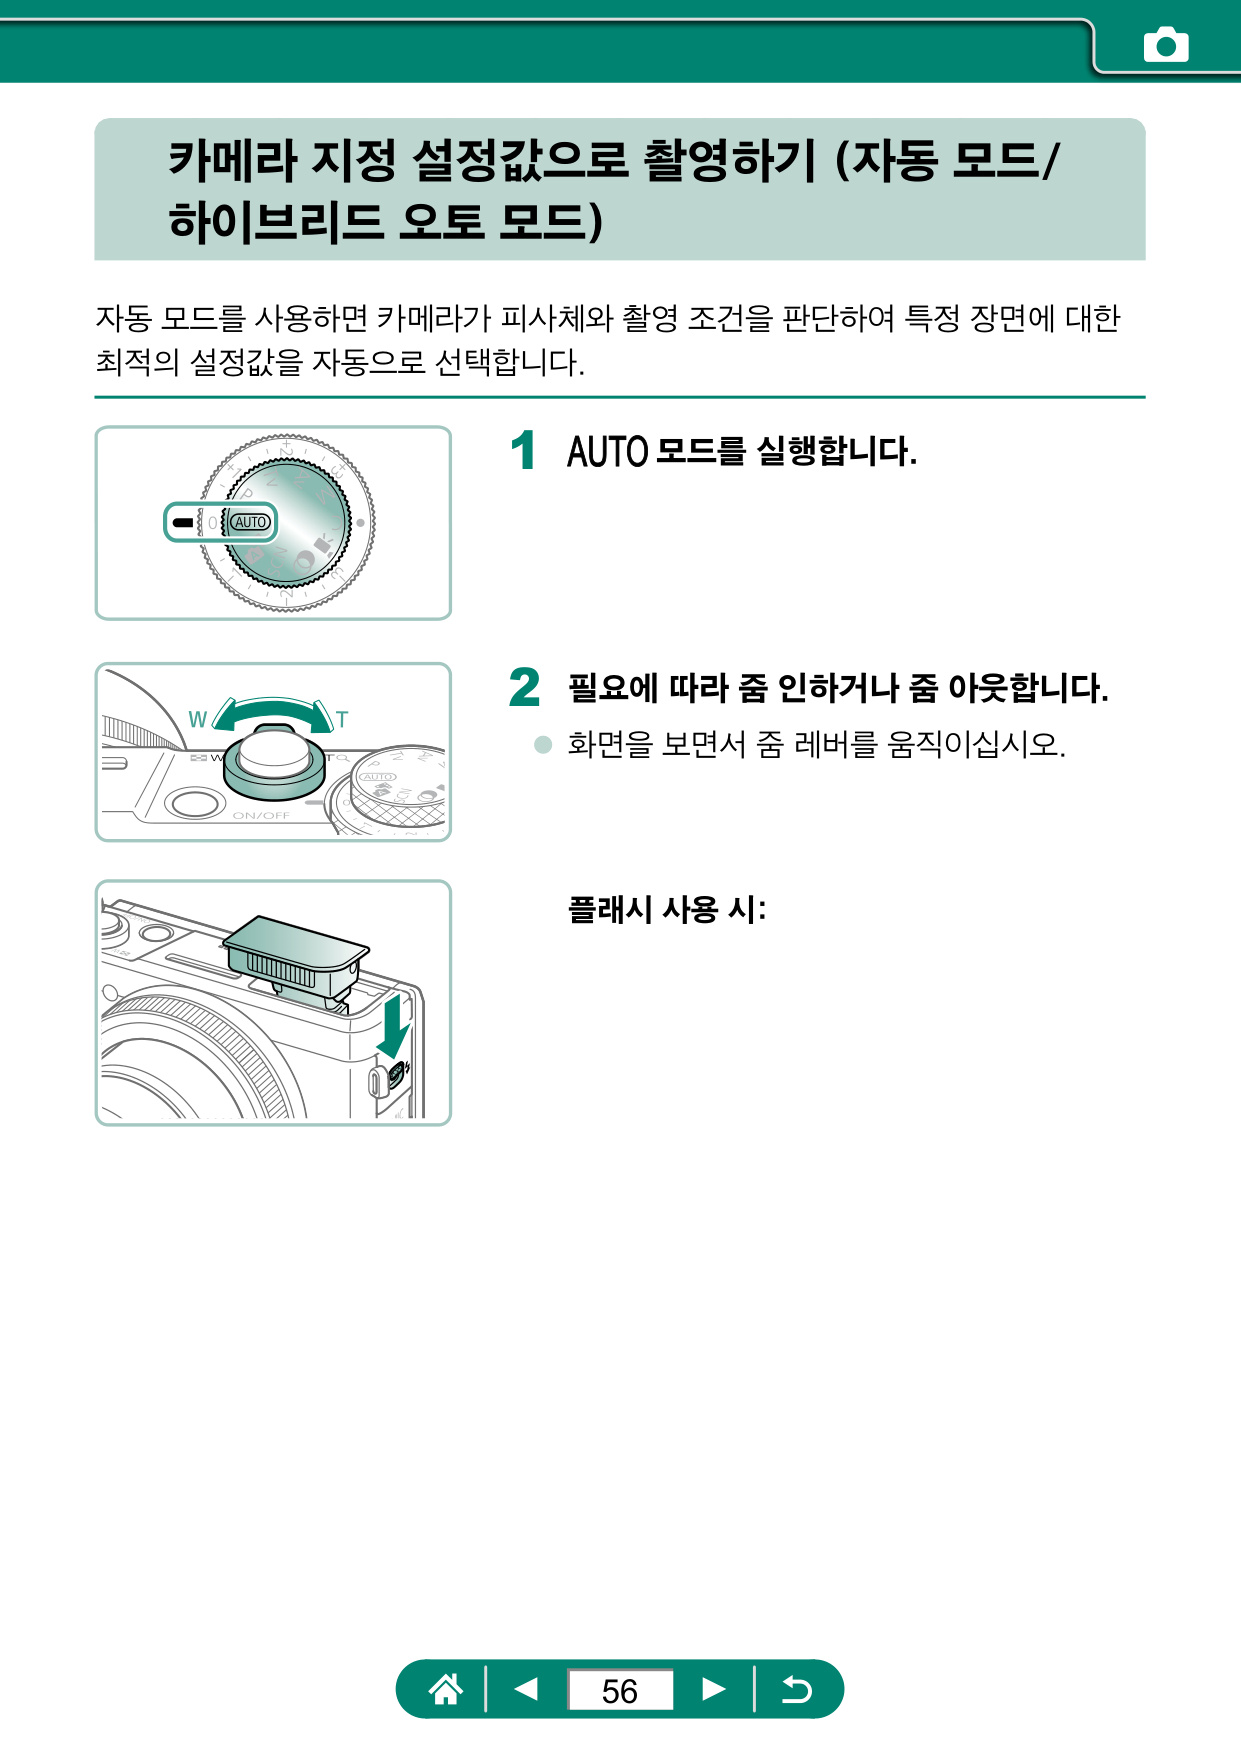 카메라 지정 설정값으로 촬영하기 (자동 모드/
하이브리드 오토 모드)
자동 모드를 사용하면 카메라가 피사체와 촬영 조건을 판단하여 특정 장면에 대한
최적의 설정값을 자동으로 선택합니다.
0 AUTO
1 AUTO 모드를 실행합니다.
W T
W T
AUTO
ON/OFF
2 필요에 따라 줌 인하거나 줌 아웃합니다.
● 화면을 보면서 줌 레버를 움직이십시오.
플래시 사용 시:
56